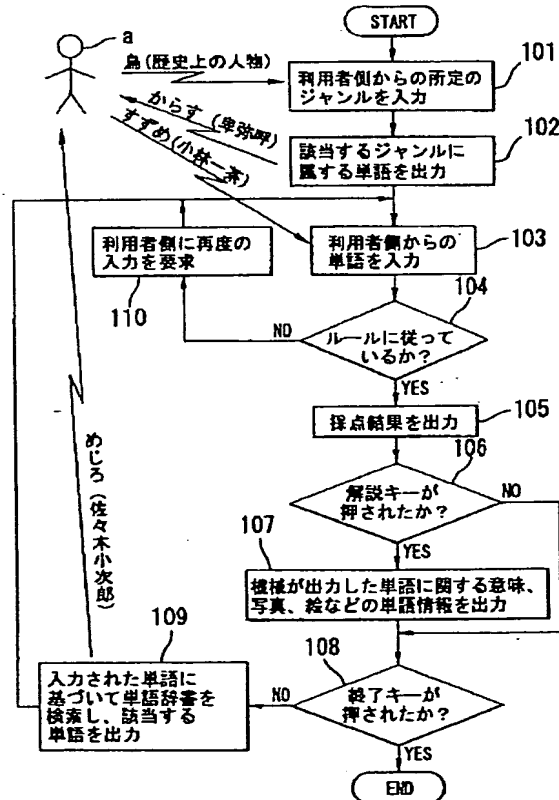 START
a
鳥(歴史上の人物)
101
利用者側からの所定の
ジャンルを入力
からす (卑弥呼)
すずめ(小林一茶)
102
該当するジャンルに
属する単語を出力
利用者側に再度の
入力を要求
110
利用者側からの
単語を入力
103
104
ルールに従って
いるか?
NO
YES
採点結果を出力
105
106
解説キーが
押されたか?
NO
YES
107
機械が出力した単語に関する意味、
写真、絵などの単語情報を出力
めじろ (佐々木小次郎)
109
入力された単語に
基づいて単語辞書を
検索し、該当する
単語を出力
108
終了キーが
押されたか?
NO
YES
END